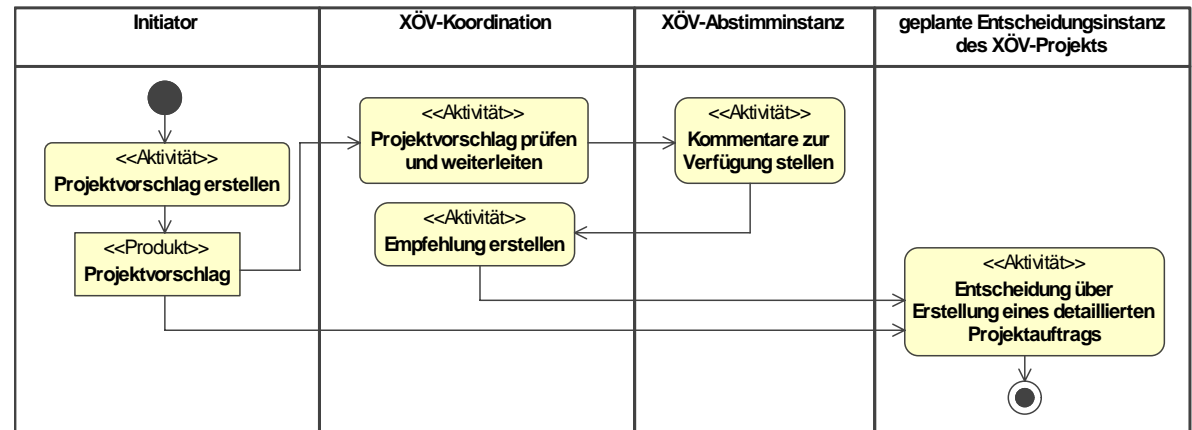 Initiator
XÖV-Koordination
XÖV-Abstimminstanz
geplante Entscheidungsinstanz
des XÖV-Projekts
<<Aktivität>>
Projektvorschlag erstellen
<<Produkt>>
Projektvorschlag
<<Aktivität>>
Projektvorschlag prüfen
und weiterleiten
<<Aktivität>>
Kommentare zur
Verfügung stellen
<<Aktivität>>
Empfehlung erstellen
<<Aktivität>>
Entscheidung über
Erstellung eines detaillierten
Projektauftrags